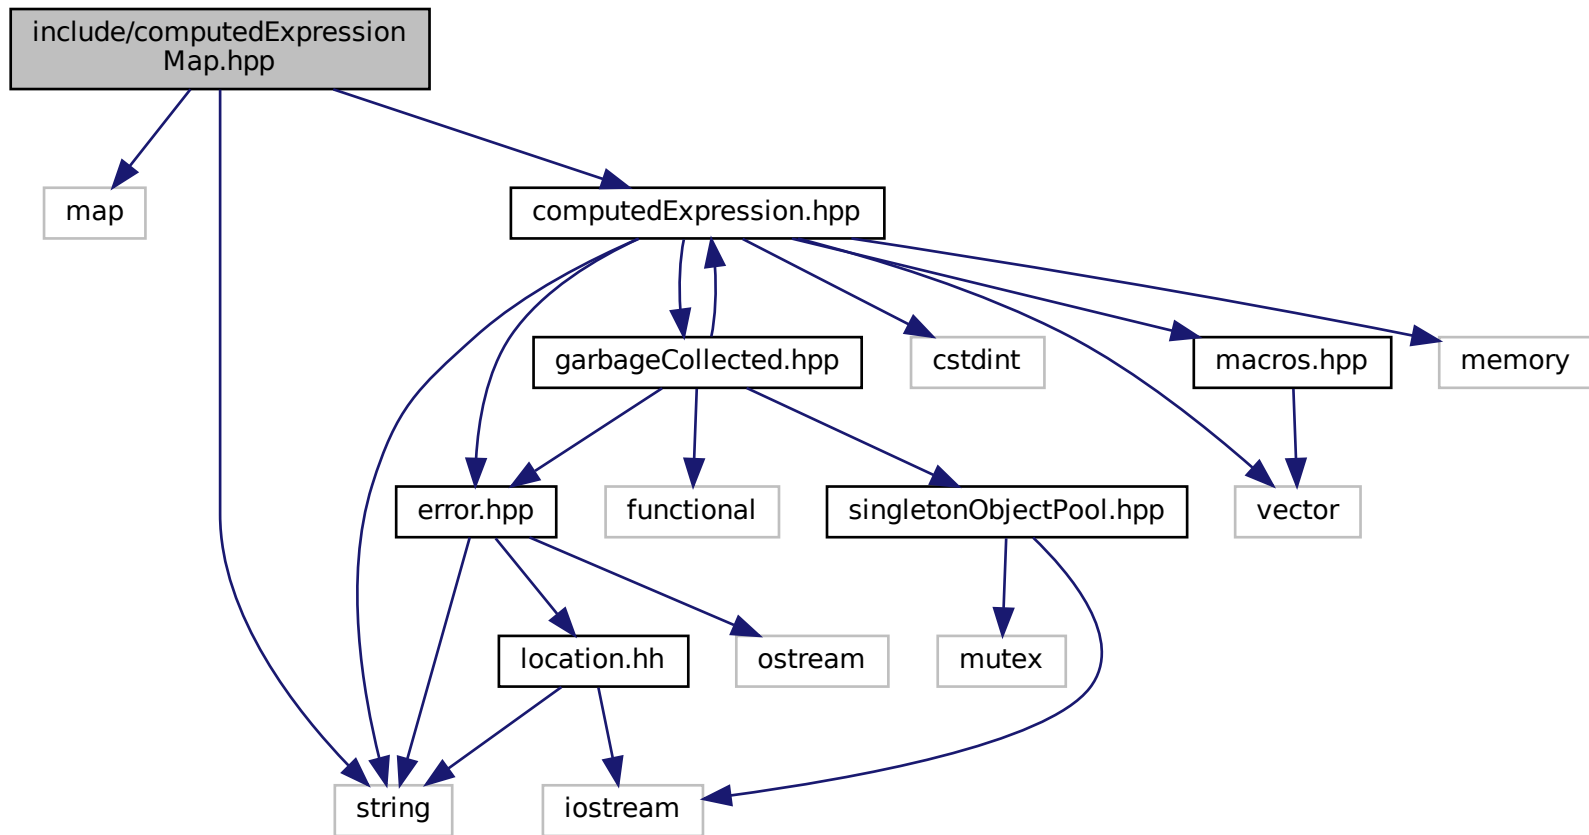 include/computedExpression
Map.hpp
map
computedExpression.hpp
garbageCollected.hpp
cstdint
macros.hpp
memory
error.hpp
functional
singletonObjectPool.hpp
vector
location.hh
ostream
mutex
string
iostream